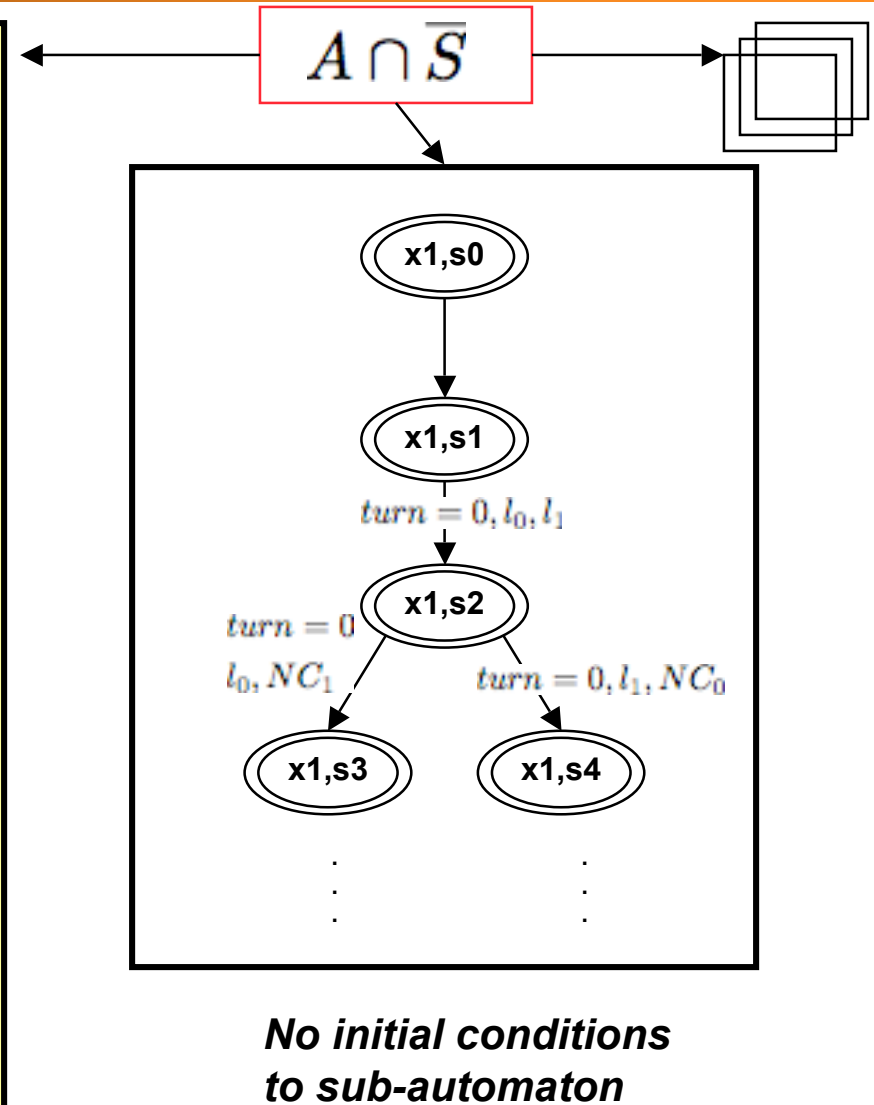 A ∩ S̅
x1,s0
x1,s1
turn = 0, l₀, l₁
x1,s2
turn = 0
l₀, NC₁
turn = 0, l₁, NC₀
x1,s3
x1,s4
No initial conditions
to sub-automaton